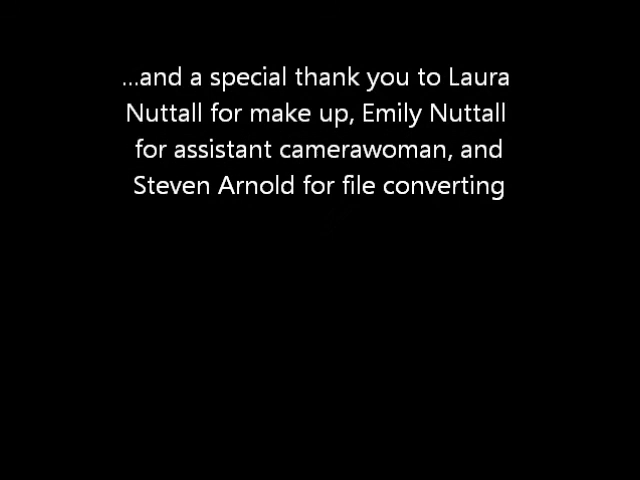 ...and a special thank you to Laura
Nuttall for make up, Emily Nuttall
for assistant camerawoman, and
Steven Arnold for file converting